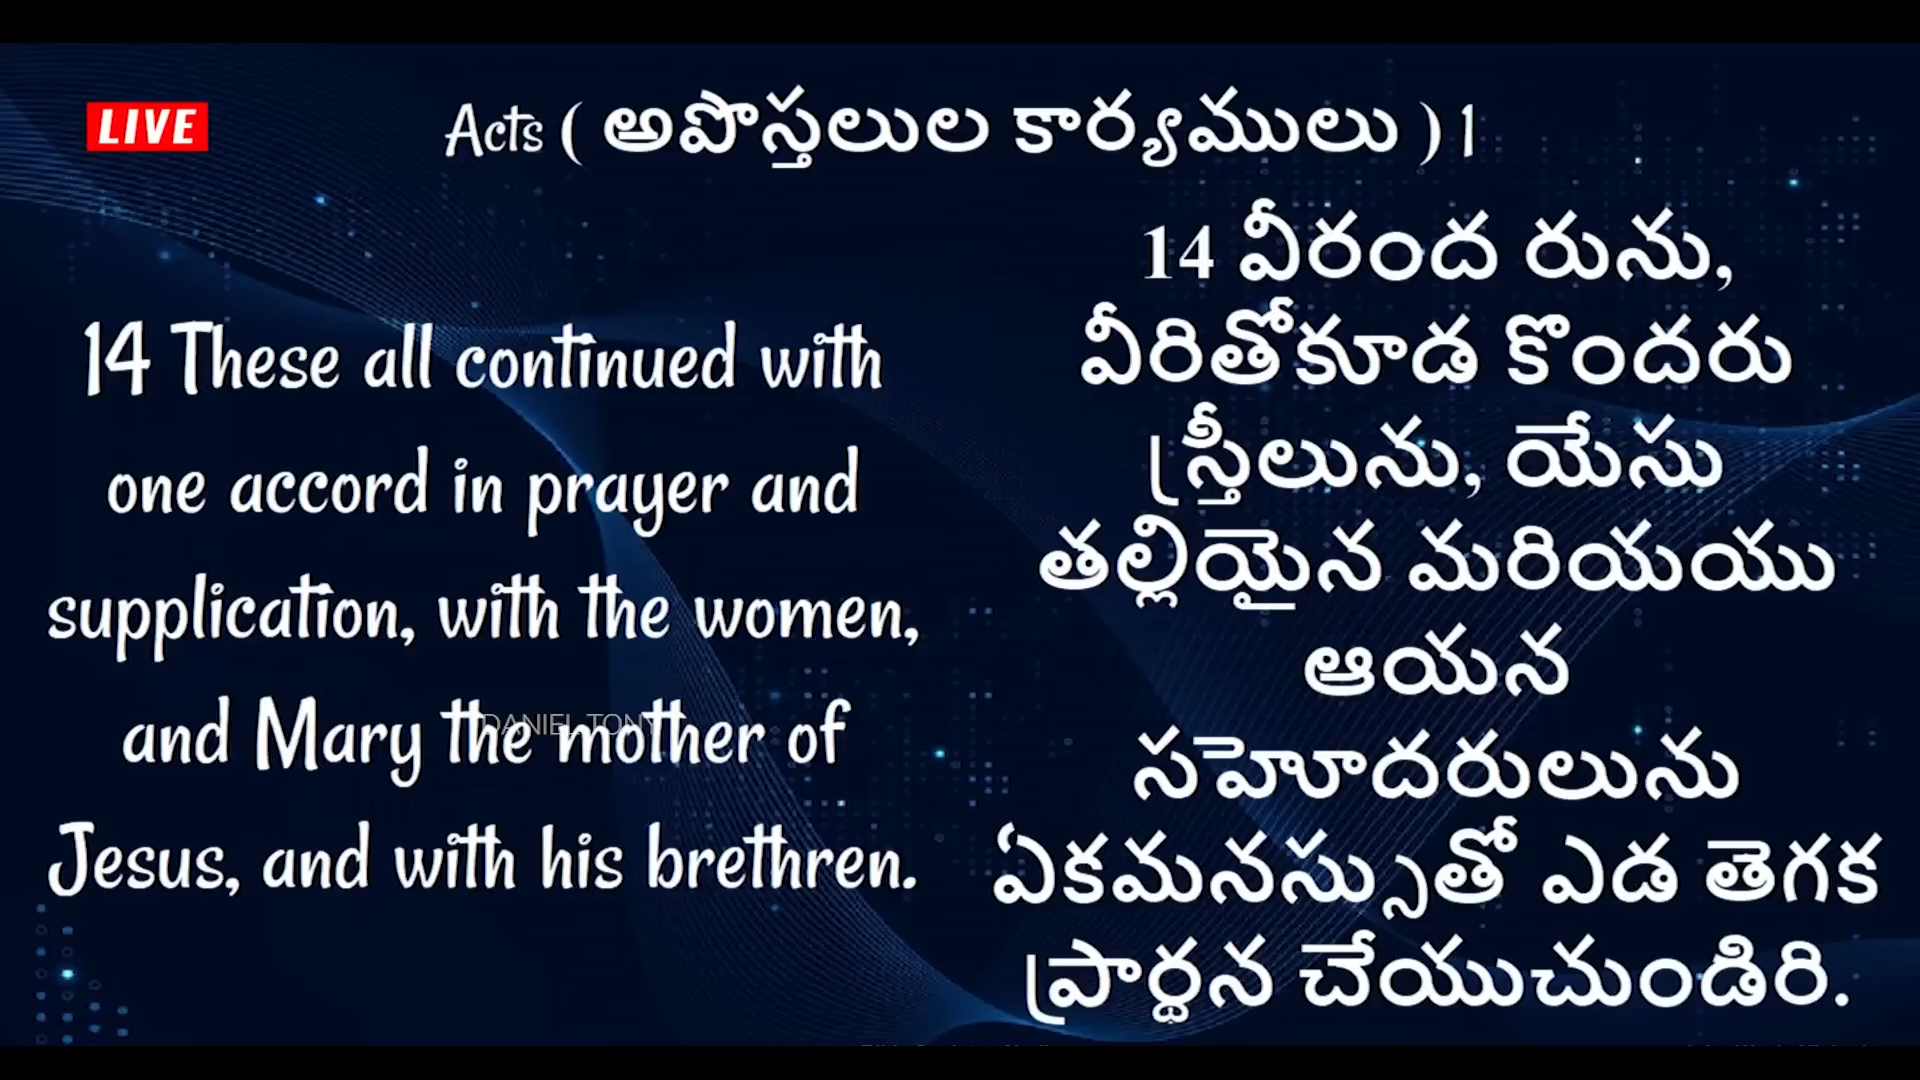 LIVE
Acts ( అపొస్తలుల కార్యములు ) 1
14 These all continued with
one accord in prayer and
supplication, with the women,
and Mary the mother of
Jesus, and with his brethren.
DANIEL TONY
14 వీరంద రును,
వీరితోకూడ కొందరు
స్త్రీలును, యేసు
తల్లియైన మరియయు
ఆయన
సహెూదరులును
ఏకమనస్సుతో ఎడ తెగక
ప్రార్థన చేయుచుండిరి.